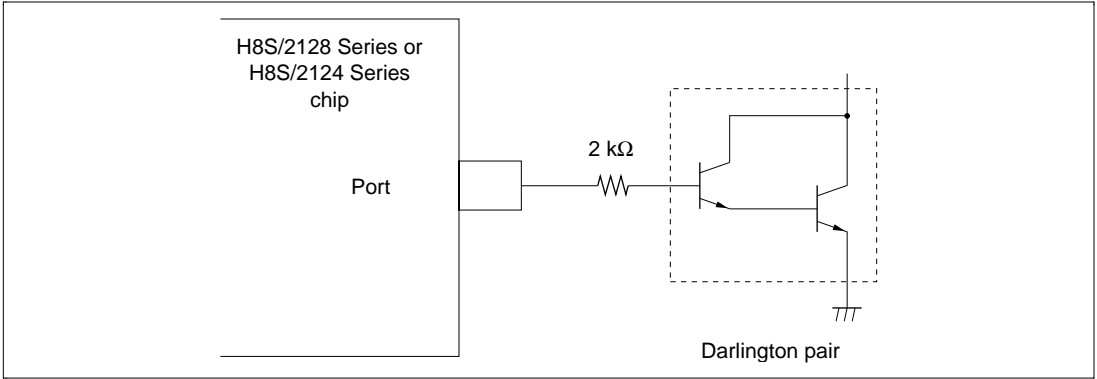 H8S/2128 Series or
H8S/2124 Series
chip
Port
2 kΩ
Darlington pair